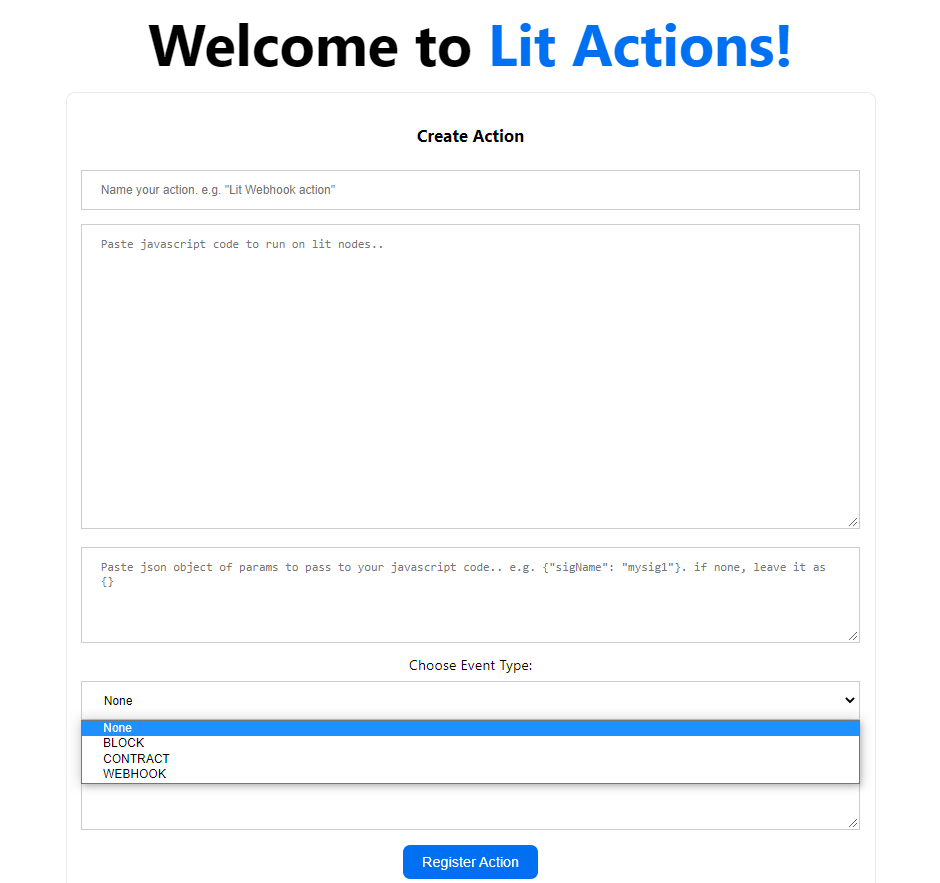 Welcome to Lit Actions!
Create Action
Name your action. e.g. "Lit Webhook action"
Paste javascript code to run on lit nodes..
Paste json object of params to pass to your javascript code.. e.g. {"sigName": "mysig1"}. if none, leave it as
{}
Choose Event Type:
None
None
BLOCK
CONTRACT
WEBHOOK
Register Action